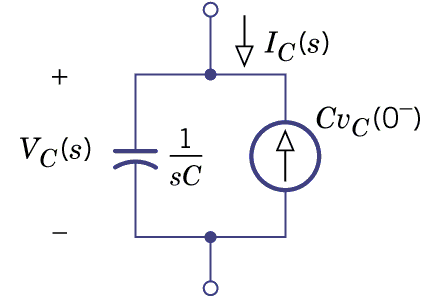 I_C(s)
+
Cv_C(0⁻)
V_C(s)
1
sC
−